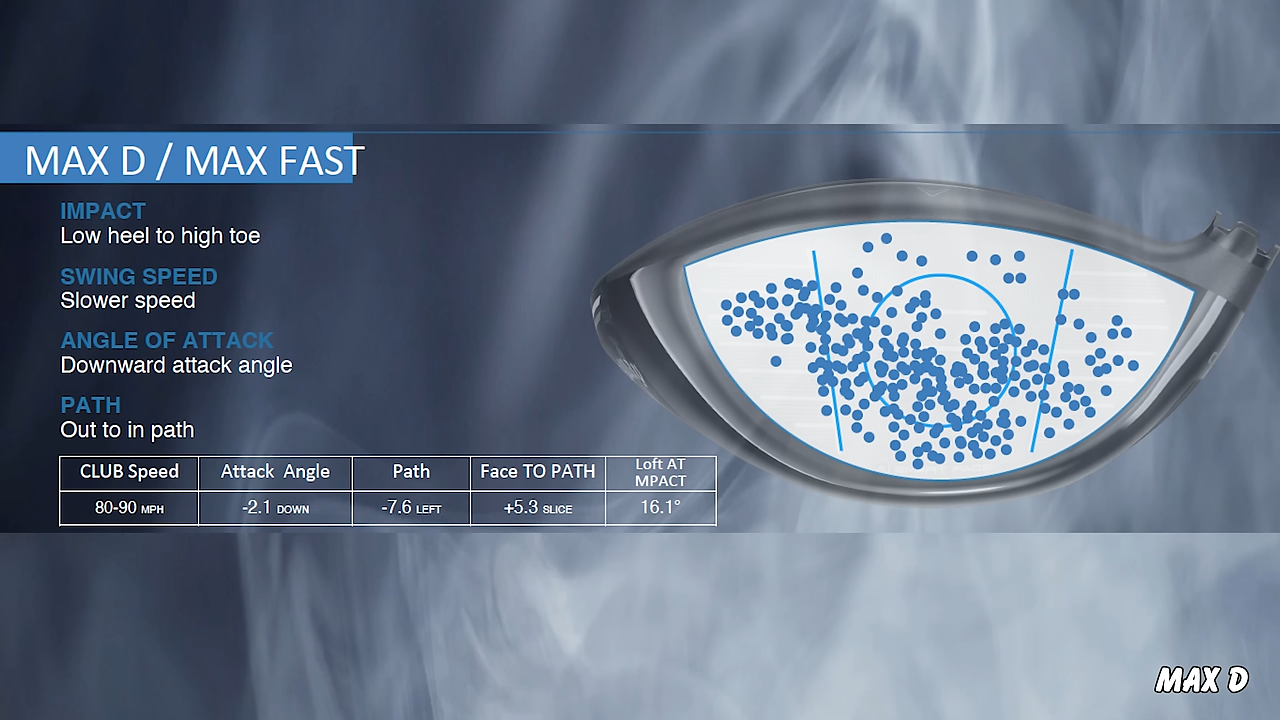 MAX D / MAX FAST
IMPACT
Low heel to high toe
SWING SPEED
Slower speed
ANGLE OF ATTACK
Downward attack angle
PATH
Out to in path
CLUB Speed Attack Angle Path Face TO PATH Loft AT MPACT
80-90 MPH -2.1 DOWN -7.6 LEFT +5.3 SLICE 16.1°
MAX D